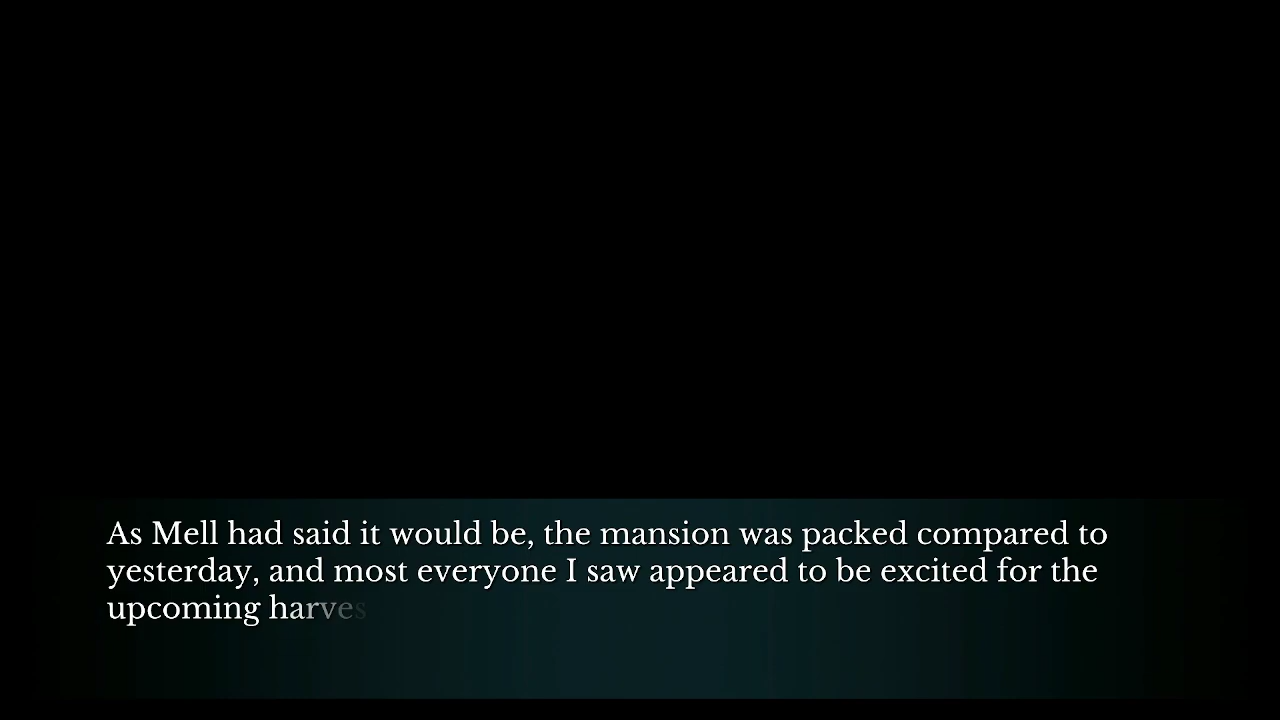 As Mell had said it would be, the mansion was packed compared to
yesterday, and most everyone I saw appeared to be excited for the
upcoming harves